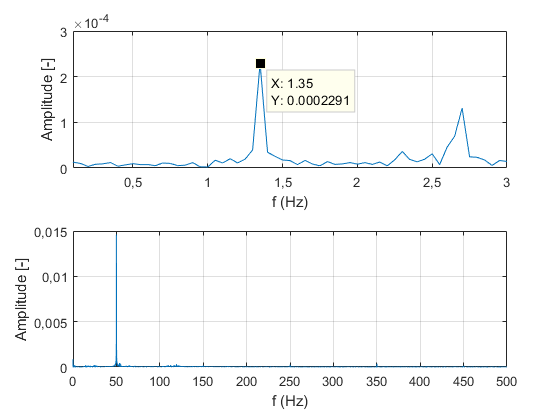 ×10⁻⁴
3
2
1
0
Amplitude [-]
X: 1.35
Y: 0.0002291
0,5 1 1,5 2 2,5 3
f (Hz)
0,015
0,01
0,005
0
Amplitude [-]
0 50 100 150 200 250 300 350 400 450 500
f (Hz)